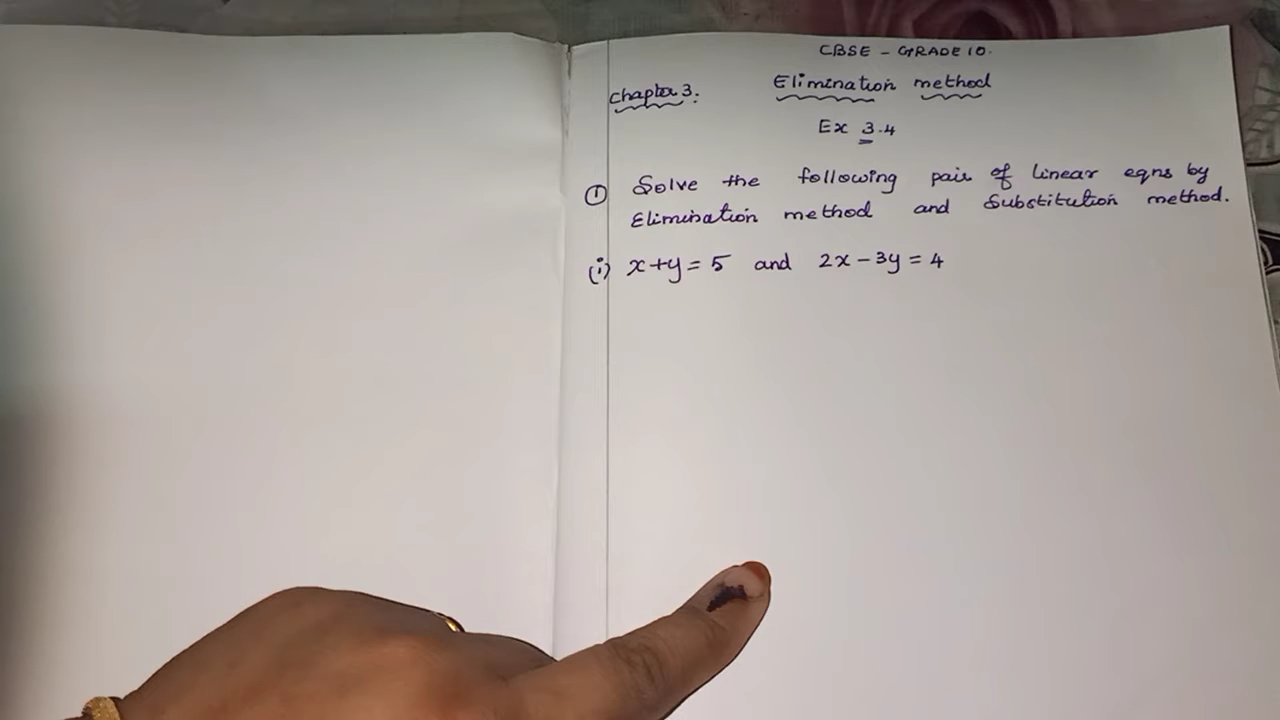 CBSE - GRADE 10.
Chapter 3. Elimination method
Ex 3.4
① Solve the following pair of linear eqns by
Elimination method and Substitution method.
(i) x+y = 5 and 2x - 3y = 4